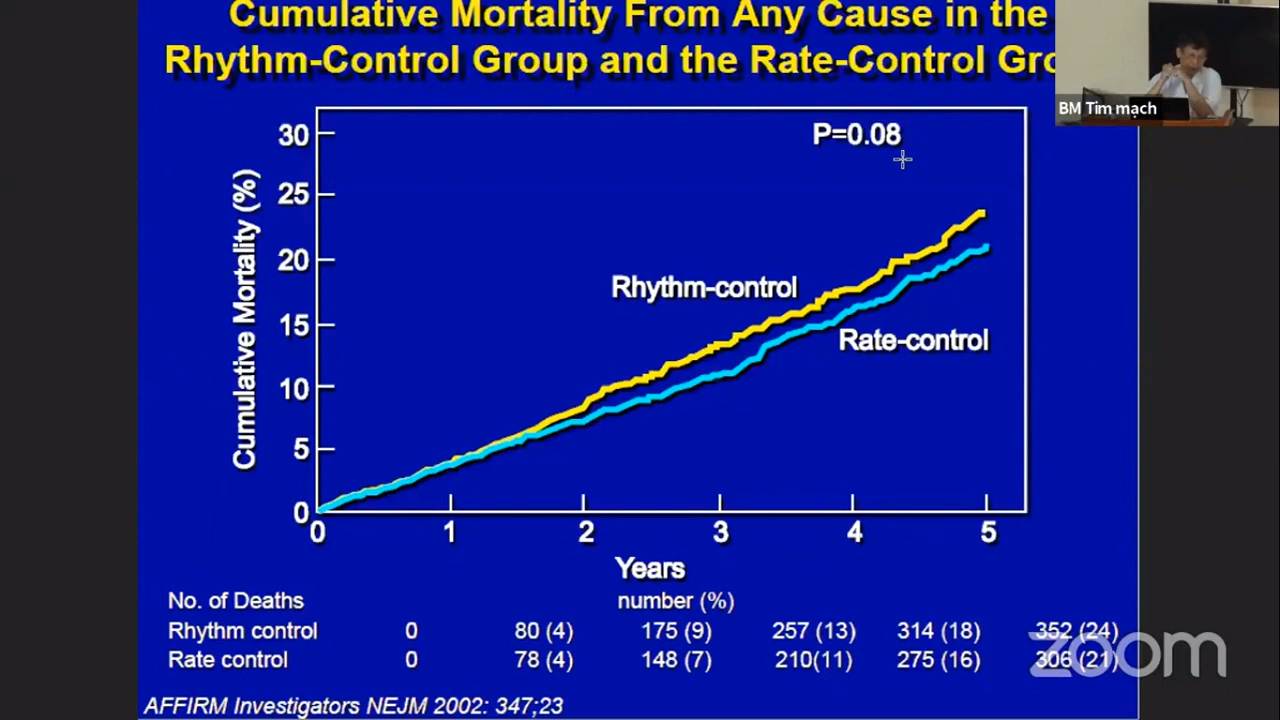 Cumulative Mortality From Any Cause in the
Rhythm-Control Group and the Rate-Control Gro
BM Tim mạch
P=0.08
Cumulative Mortality (%)
30
25
20
15
10
5
0
Rhythm-control
Rate-control
0 1 2 3 4 5
Years
No. of Deaths number (%)
Rhythm control 0 80 (4) 175 (9) 257 (13) 314 (18) 352 (24)
Rate control 0 78 (4) 148 (7) 210(11) 275 (16) 306 (21)
zoom
AFFIRM Investigators NEJM 2002: 347;23